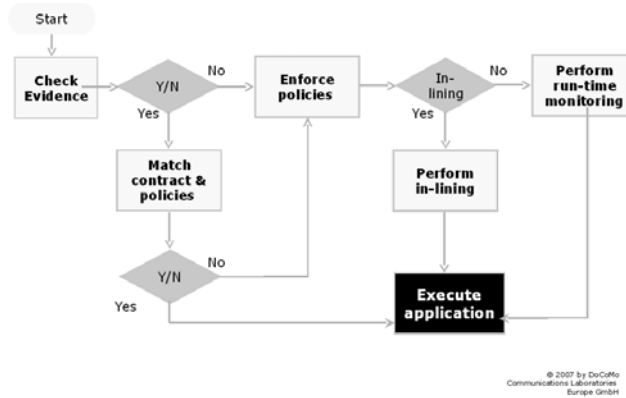 Start
Check
Evidence
Y/N
No
Yes
Enforce
policies
In-
lining
No
Yes
Perform
run-time
monitoring
Match
contract &
policies
Perform
in-lining
Y/N
No
Yes
Execute
application
© 2007 by DoCoMo
Communications Laboratories
Europe GmbH